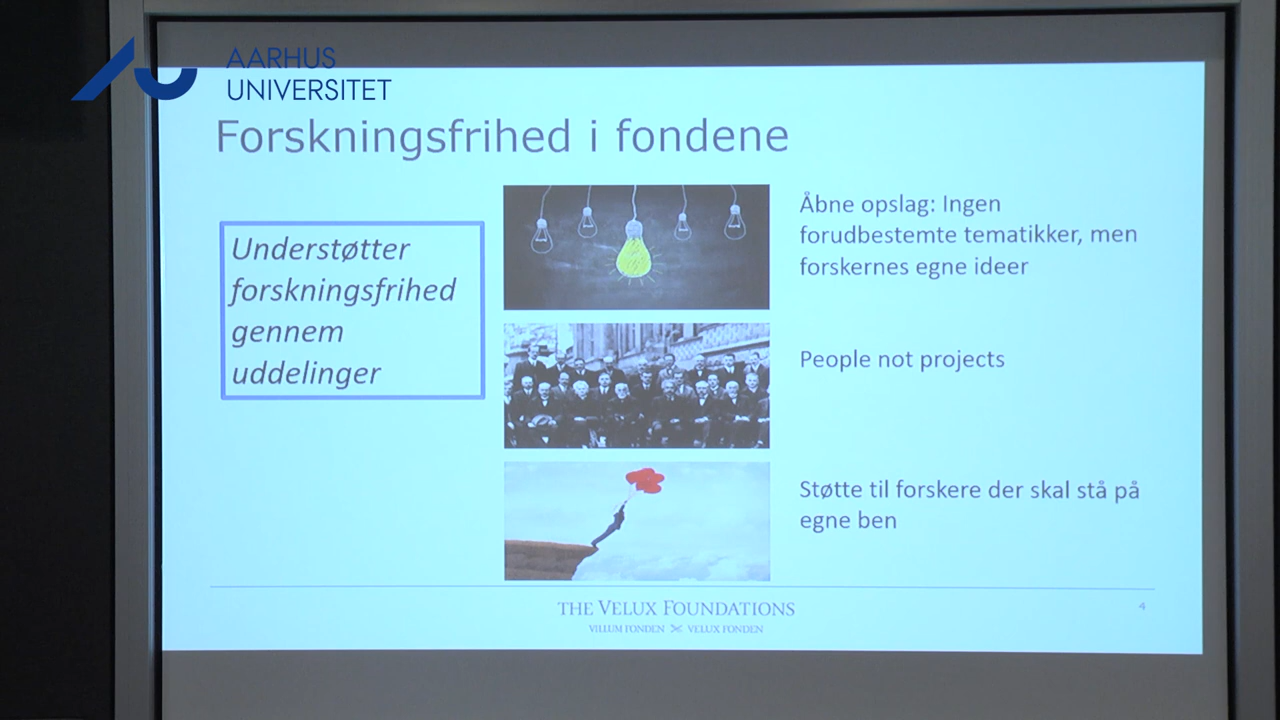 AARHUS
UNIVERSITET
Forskningsfrihed i fondene
Understøtter
forskningsfrihed
gennem
uddelinger
Åbne opslag: Ingen
forudbestemte tematikker, men
forskernes egne ideer
People not projects
Støtte til forskere der skal stå på
egne ben
THE VELUX FOUNDATIONS
VILLUM FONDEN VELUX FONDEN
4